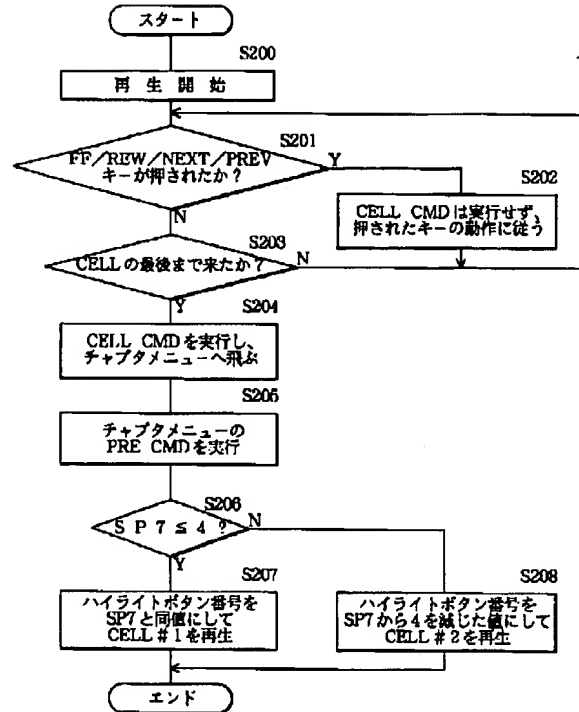 スタート
S200
再生開始
S201
FF/REW/NEXT/PREV
キーが押されたか?
Y
N
S202
CELL CMDは実行せず、
押されたキーの動作に従う
S203
CELLの最後まで来たか?
N
Y
S204
CELL CMDを実行し、
チャプタメニューへ飛ぶ
S205
チャプタメニューの
PRE CMDを実行
S206
SP7≦4?
N
Y
S207
ハイライトボタン番号を
SP7と同値にして
CELL#1を再生
S208
ハイライトボタン番号を
SP7から4を減じた値にして
CELL#2を再生
エンド